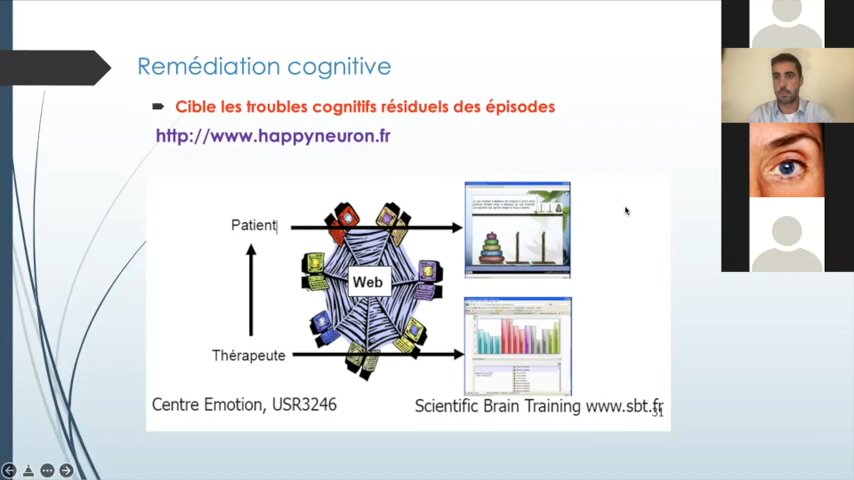 Remédiation cognitive
Cible les troubles cognitifs résiduels des épisodes
http://www.happyneuron.fr
Patient
Web
Thérapeute
Centre Emotion, USR3246
Scientific Brain Training www.sbt.fr
31